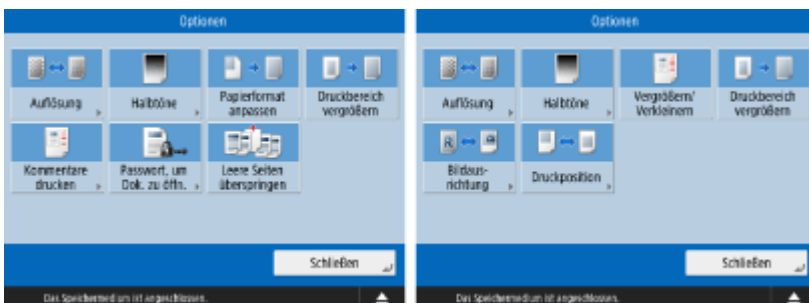 Optionen
Auflösung
Halbtöne
Papierformat
anpassen
Druckbereich
vergrößern
Kommentare
drucken
Passwort, um
Dok. zu öffn.
Leere Seiten
überspringen
Schließen
Das Speichermedium ist angeschlossen.
Optionen
Auflösung
Halbtöne
Vergrößern/
Verkleinern
Druckbereich
vergrößern
R
Bildaus-
richtung
Druckposition
Schließen
Das Speichermedium ist angeschlossen.